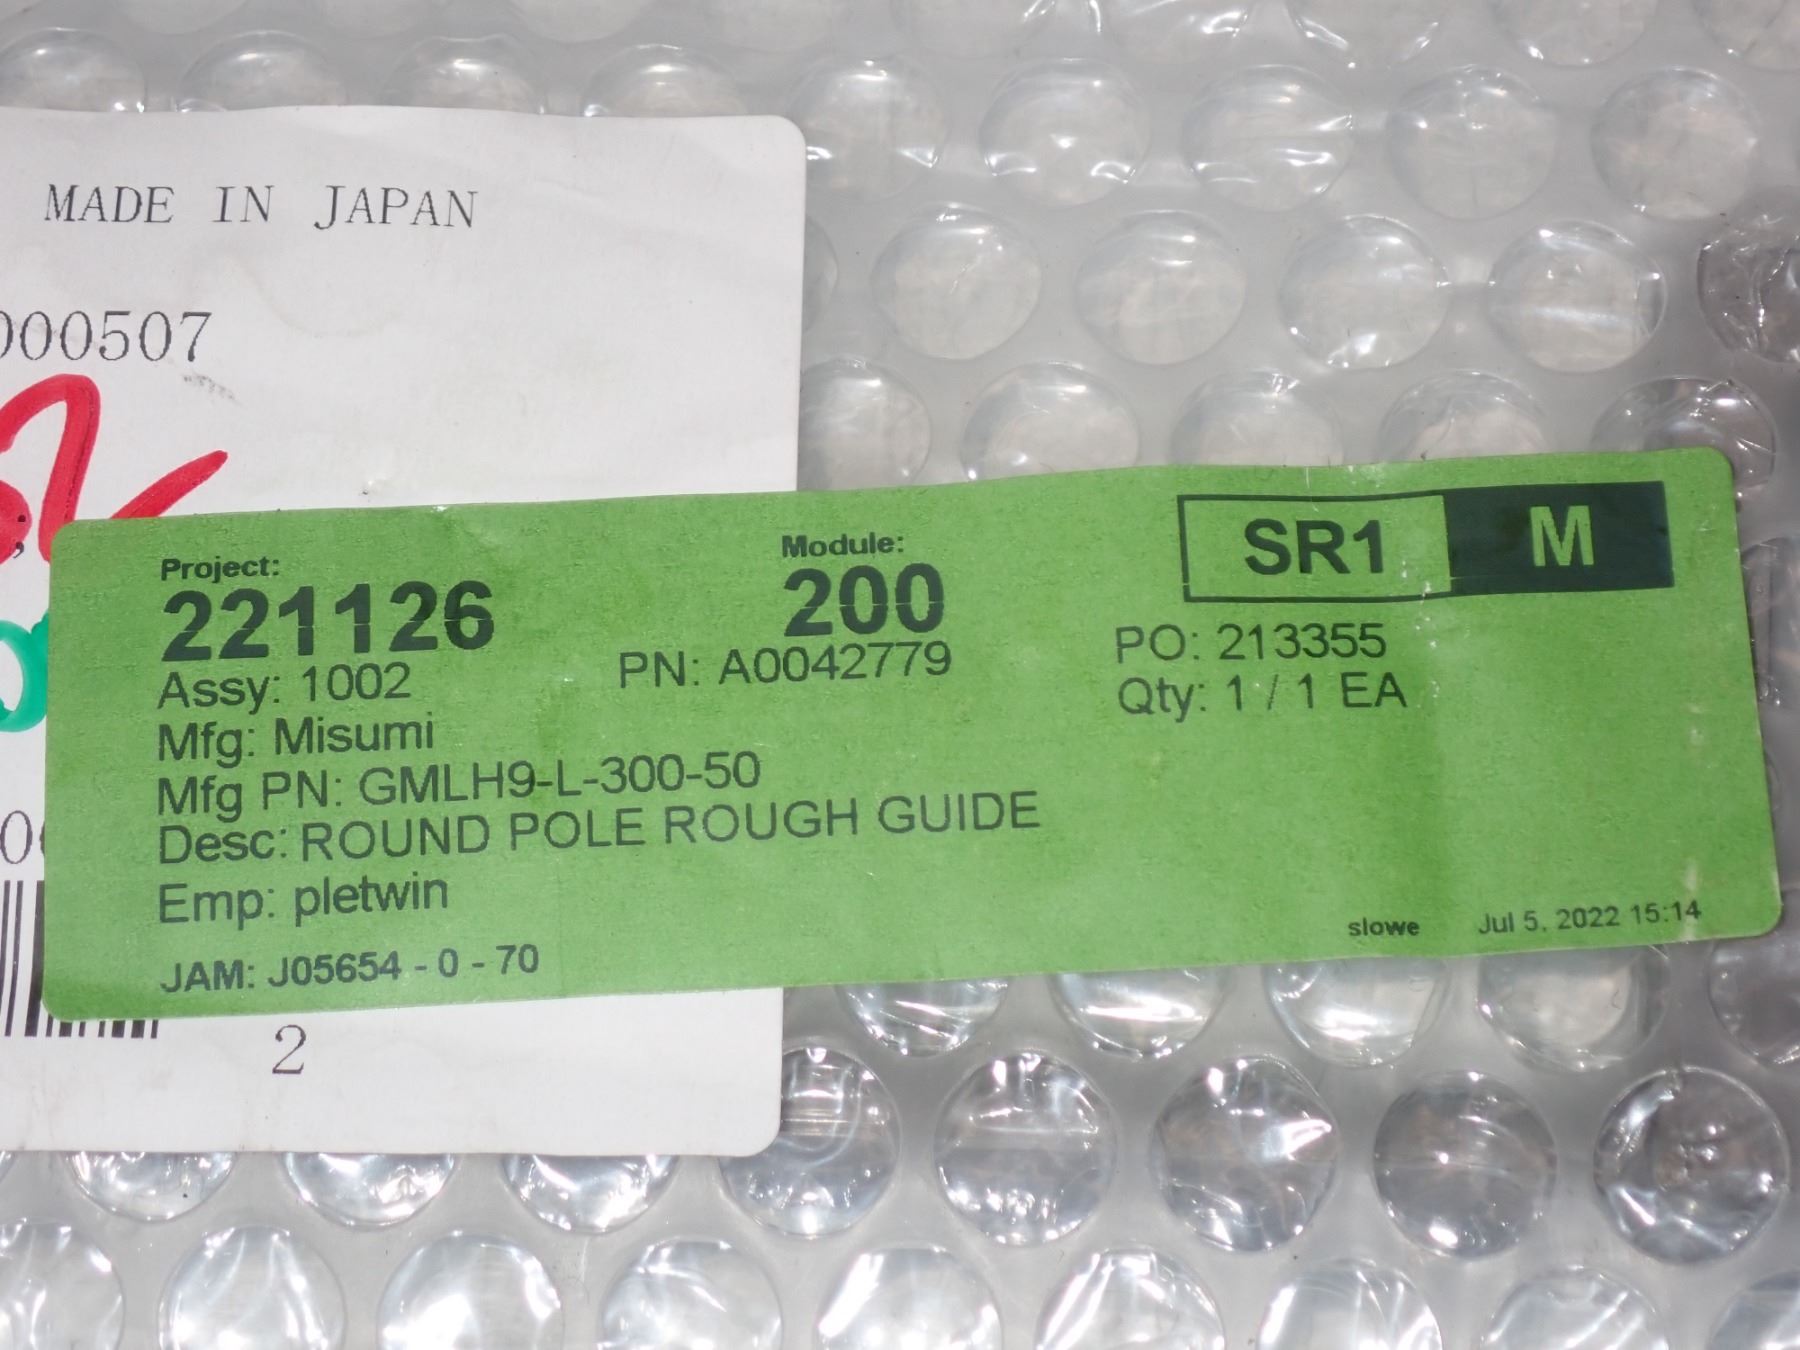 MADE IN JAPAN
000507
Project:
221126
Module:
200
SR1 M
Assy: 1002
PN: A0042779
PO: 213355
Qty: 1 / 1 EA
Mfg: Misumi
Mfg PN: GMLH9-L-300-50
Desc: ROUND POLE ROUGH GUIDE
Emp: pletwin
slowe Jul 5, 2022 15:14
JAM: J05654 - 0 - 70
2